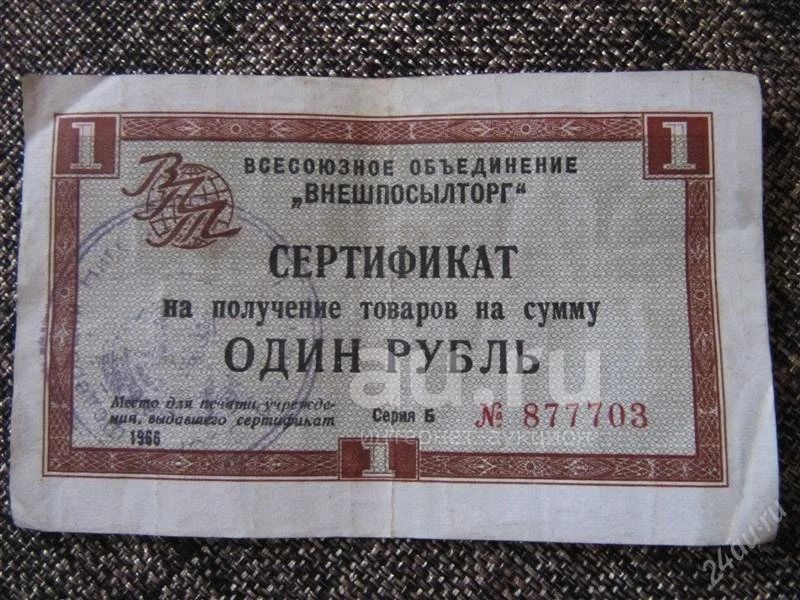 1 1
ВПТ
ВСЕСОЮЗНОЕ ОБЪЕДИНЕНИЕ
„ВНЕШПОСЫЛТОРГ“
СЕРТИФИКАТ
на получение товаров на сумму
ОДИН РУБЛЬ
Место для печати учрежде-
ния, выдавшего сертификат
1966
Серия Б № 877703
1
au.ru
интернет-аукцион
24au.ru